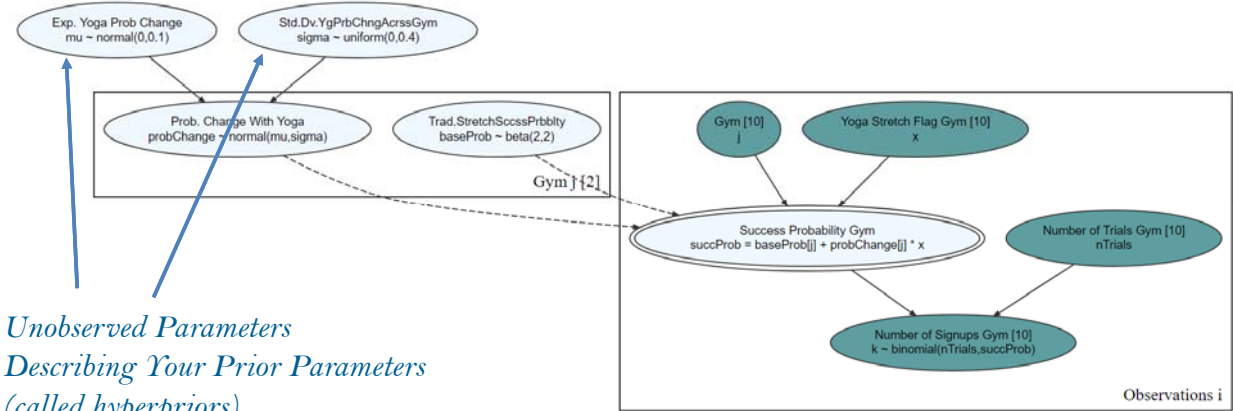 Exp. Yoga Prob Change
mu ~ normal(0,0.1)
Std.Dv.YgPrbChngAcrssGym
sigma ~ uniform(0,0.4)
Prob. Change With Yoga
probChange ~ normal(mu,sigma)
Trad.StretchSccssPrbblty
baseProb ~ beta(2,2)
Gym j [2]
Gym [10]
j
Yoga Stretch Flag Gym [10]
x
Success Probability Gym
succProb = baseProb[j] + probChange[j] * x
Number of Trials Gym [10]
nTrials
Number of Signups Gym [10]
k ~ binomial(nTrials,succProb)
Observations i
Unobserved Parameters
Describing Your Prior Parameters
(called hyperpriors)